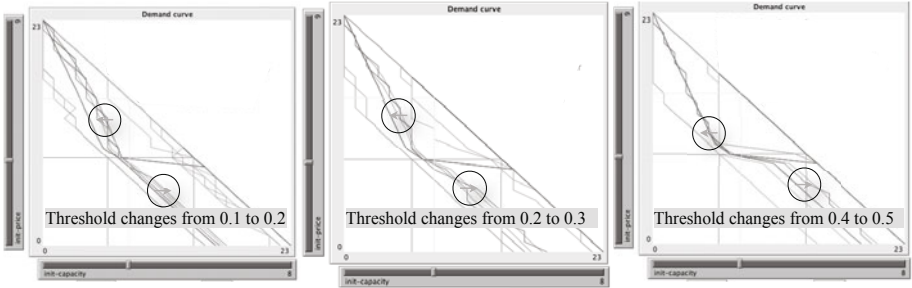 Demand curve
23
6
init-price
Threshold changes from 0.1 to 0.2
0
0
23
init-capacity
8
Demand curve
23
6
init-price
Threshold changes from 0.2 to 0.3
0
0
23
init-capacity
8
Demand curve
23
6
init-price
Threshold changes from 0.4 to 0.5
0
0
23
init-capacity
8